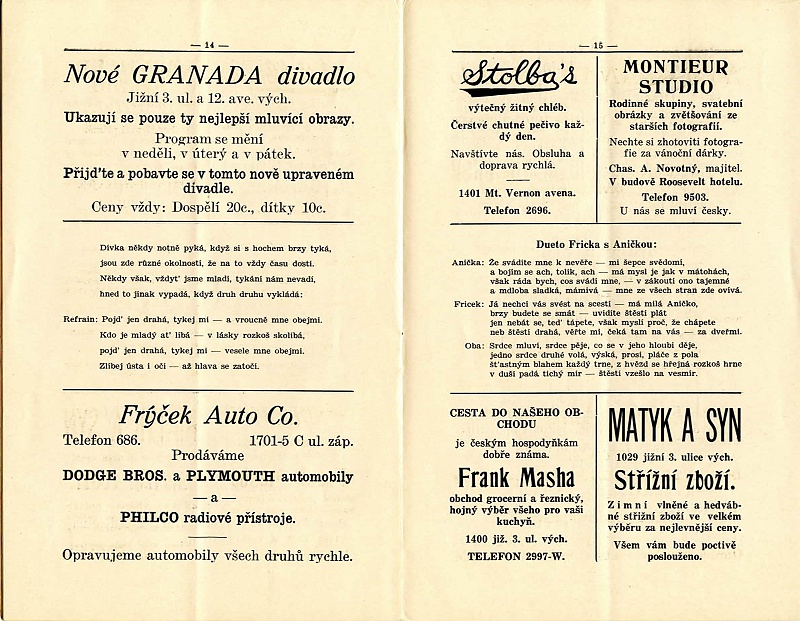 — 14 —
Nové GRANADA divadlo
Jižní 3. ul. a 12. ave. vých.
Ukazují se pouze ty nejlepší mluvící obrazy.
Program se mění
v neděli, v úterý a v pátek.
Přijď'te a pobavte se v tomto nově upraveném
divadle.
Ceny vždy: Dospělí 20c., dítky 10c.
Dívka někdy notně pyká, když si s hochem brzy tyká,
jsou zde různé okolnosti, že na to vždy času dosti.
Někdy však, vždyť jsme mladí, tykání nám nevadí,
hned to jinak vypadá, když druh druhu vykládá:
Refrain: Pojď' jen drahá, tykej mi — a vroucně mne obejmi.
Kdo je mladý ať líbá — v lásky rozkoš skolíbá,
pojď' jen drahá, tykej mi — vesele mne obejmi.
Zlíbej ústa i oči — až hlava se zatočí.
Frýček Auto Co.
Telefon 686. 1701-5 C ul. záp.
Prodáváme
DODGE BROS. a PLYMOUTH automobily
— a —
PHILCO radiové přístroje.
Opravujeme automobily všech druhů rychle.
— 15 —
Stolba's
výtečný žitný chléb.
Čerstvé chutné pečivo kaž-
dý den.
Navštivte nás. Obsluha a
doprava rychlá.
1401 Mt. Vernon avena.
Telefon 2696.
MONTIEUR
STUDIO
Rodinné skupiny, svatební
obrázky a zvětšování ze
starších fotografií.
Nechte si zhotoviti fotogra-
fie za vánoční dárky.
Chas. A. Novotný, majitel.
V budově Roosevelt hotelu.
Telefon 9503.
U nás se mluví česky.
Dueto Fricka s Aničkou:
Anička: Že svádíte mne k nevěře — mi šepce svědomí,
a bojím se ach, tolik, ach — má mysl je jak v mátohách,
však ráda bych, cos svádí mne, — v zákoutí ono tajemné
a mdloba sladká, mámivá — mne ze všech stran zde ovívá.
Fricek: Já nechci vás svést na scestí — má milá Aničko,
brzy budete se smát — uvidíte štěstí plát
jen nebát se, teď' tápete, však myslí proč, že chápete
neb štěstí drahá, věřte mi, čeká tam na vás — za dveřmi.
Oba: Srdce mluví, srdce pěje, co se v jeho hloubi děje,
jedno srdce druhé volá, výská, prosí, pláče z pola
šťastným blahem každý trne, z hvězd se hřejná rozkoš hrne
v duši padá tichý mír — štěstí vzešlo na vesmír.
CESTA DO NAŠEHO OB-
CHODU
je českým hospodyňkám
dobře známa.
Frank Masha
obchod grocerní a řeznický,
hojný výběr všeho pro vaši
kuchyň.
1400 již. 3. ul. vých.
TELEFON 2997-W.
MATYK A SYN
1029 jižní 3. ulice vých.
Střížní zboží.
Zimní vlněné a hedváb-
né střížní zboží ve velkém
výběru za nejlevnější ceny.
Všem vám bude poctivě
poslouženo.